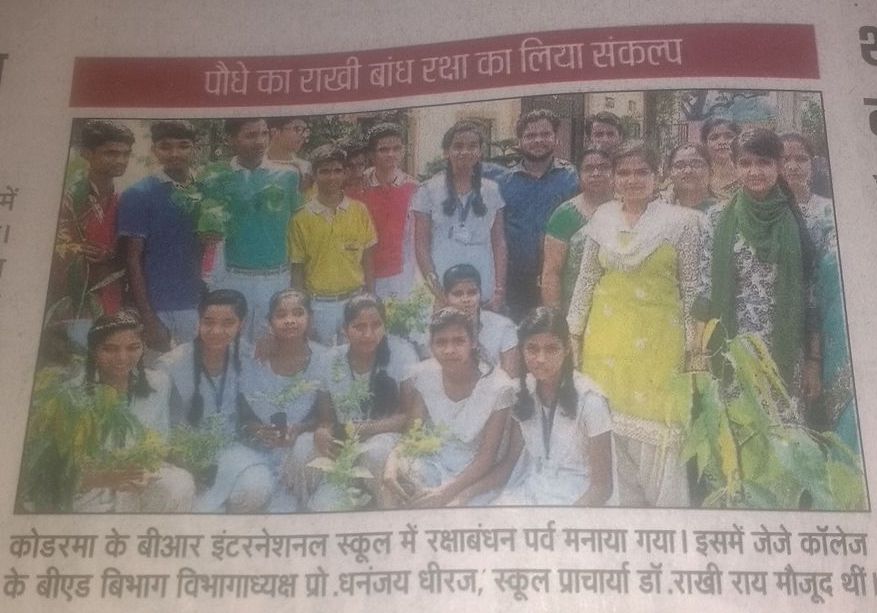 पौधे का राखी बांध रक्षा का लिया संकल्प
कोडरमा के बीआर इंटरनेशनल स्कूल में रक्षाबंधन पर्व मनाया गया। इसमें जेजे कॉलेज
के बीएड बिभाग विभागाध्यक्ष प्रो.धनंजय धीरज, स्कूल प्राचार्या डॉ.राखी राय मौजूद थीं।